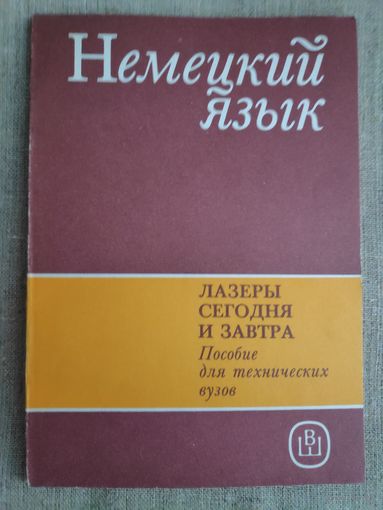 Немецкий
язык
ЛАЗЕРЫ
СЕГОДНЯ
И ЗАВТРА
Пособие
для технических
вузов
ВШ